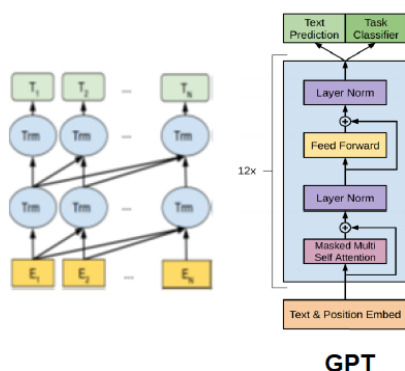 T1 T2 ... TN
Trm Trm ... Trm
Trm Trm ... Trm
E1 E2 ... EN
Text Prediction
Task Classifier
12x
Layer Norm
+
Feed Forward
Layer Norm
+
Masked Multi
Self Attention
Text & Position Embed
GPT